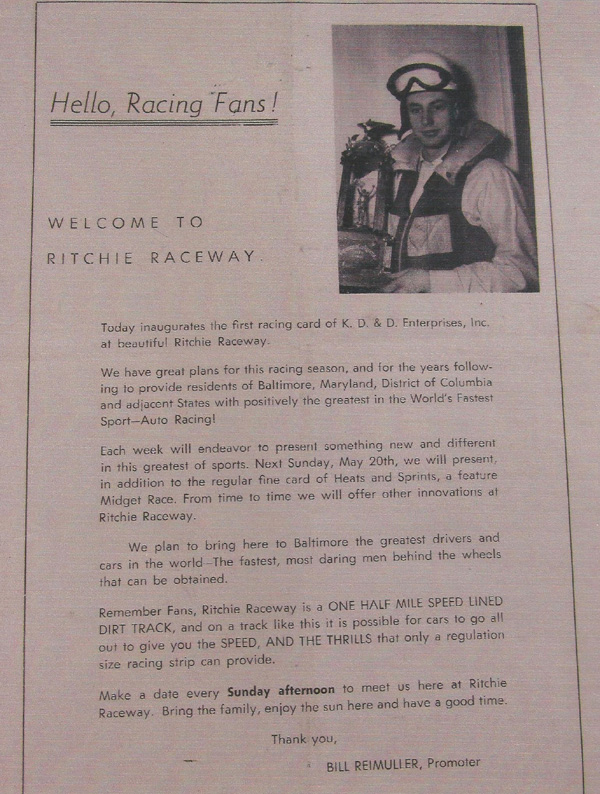 Hello, Racing Fans!
WELCOME TO
RITCHIE RACEWAY.
Today inaugurates the first racing card of K. D. & D. Enterprises, Inc.
at beautiful Ritchie Raceway.
We have great plans for this racing season, and for the years follow-
ing to provide residents of Baltimore, Maryland, District of Columbia
and adjacent States with positively the greatest in the World's Fastest
Sport—Auto Racing!
Each week will endeavor to present something new and different
in this greatest of sports. Next Sunday, May 20th, we will present,
in addition to the regular fine card of Heats and Sprints, a feature
Midget Race. From time to time we will offer other innovations at
Ritchie Raceway.
We plan to bring here to Baltimore the greatest drivers and
cars in the world—The fastest, most daring men behind the wheels
that can be obtained.
Remember Fans, Ritchie Raceway is a ONE HALF MILE SPEED LINED
DIRT TRACK, and on a track like this it is possible for cars to go all
out to give you the SPEED, AND THE THRILLS that only a regulation
size racing strip can provide.
Make a date every Sunday afternoon to meet us here at Ritchie
Raceway. Bring the family, enjoy the sun here and have a good time.
Thank you,
BILL REIMULLER, Promoter